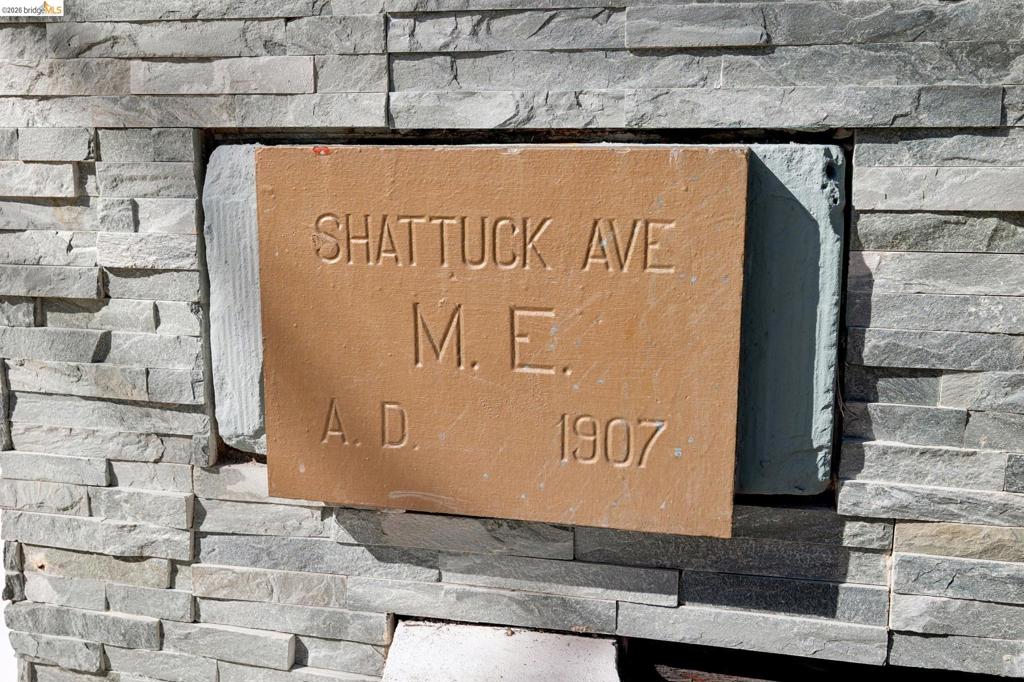 ©2026 bridgeMLS
SHATTUCK AVE
M. E.
A. D. 1907